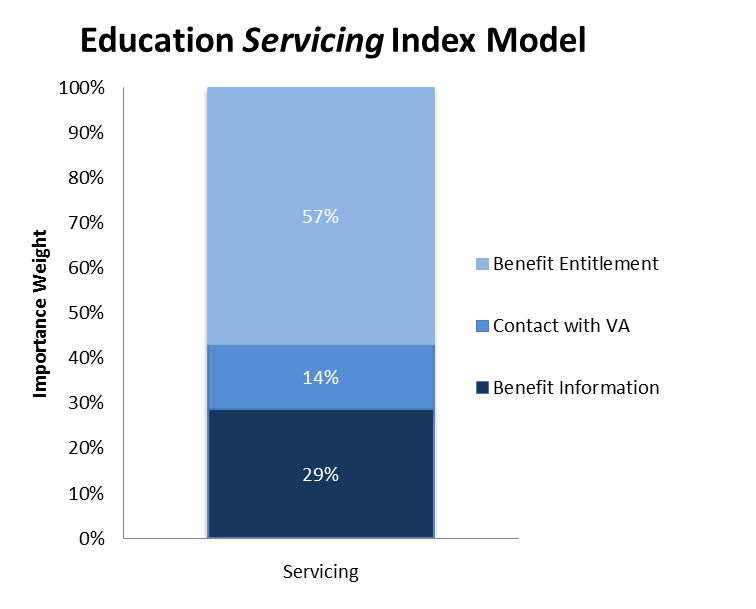 Education Servicing Index Model
100%
90%
80%
70%
60%
50%
40%
30%
20%
10%
0%
Importance Weight
57%
14%
29%
Servicing
Benefit Entitlement
Contact with VA
Benefit Information